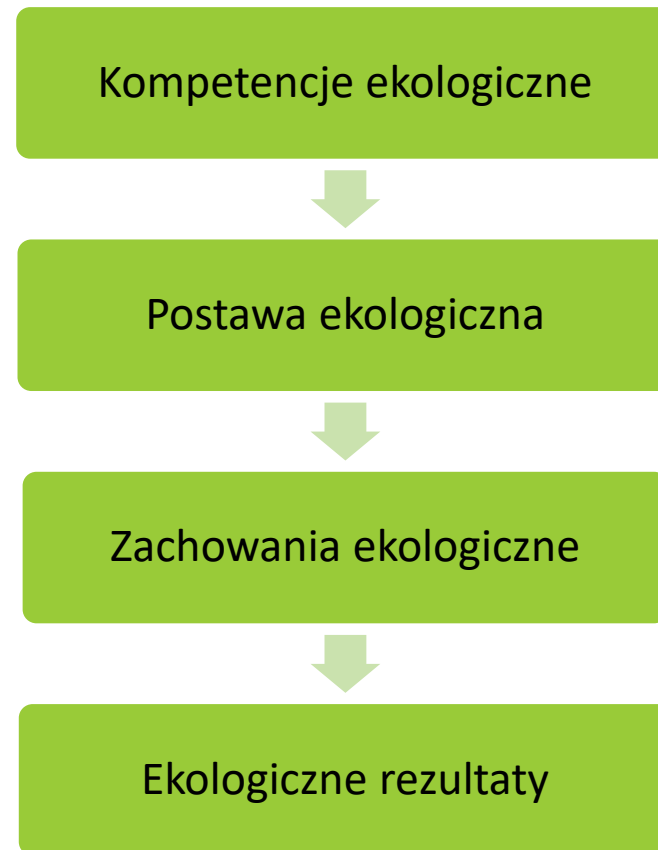 Kompetencje ekologiczne
Postawa ekologiczna
Zachowania ekologiczne
Ekologiczne rezultaty